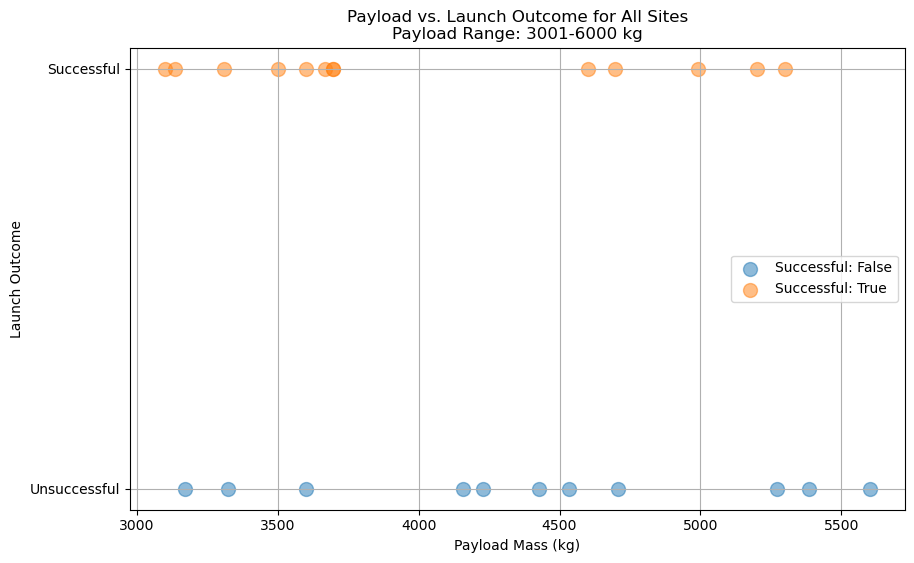 Payload vs. Launch Outcome for All Sites
Payload Range: 3001-6000 kg
Successful
Launch Outcome
Successful: False
Successful: True
Unsuccessful
3000 3500 4000 4500 5000 5500
Payload Mass (kg)